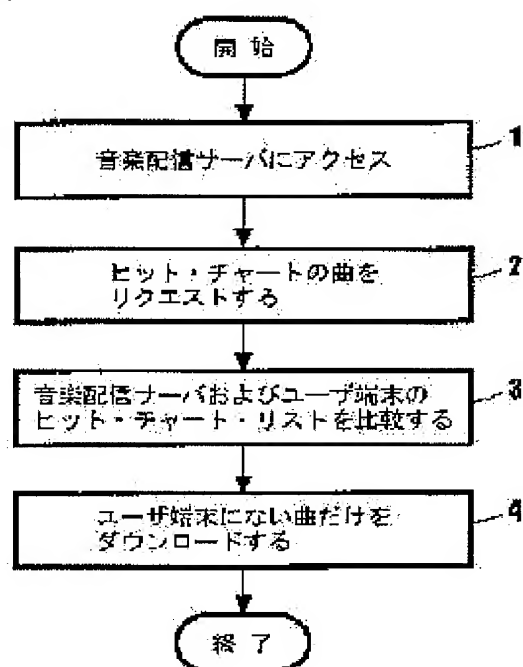 開 始
音楽配信サーバにアクセス
1
ヒット・チャートの曲を
リクエストする
2
音楽配信サーバおよびユーザ端末の
ヒット・チャート・リストを比較する
3
ユーザ端末にない曲だけを
ダウンロードする
4
終 了